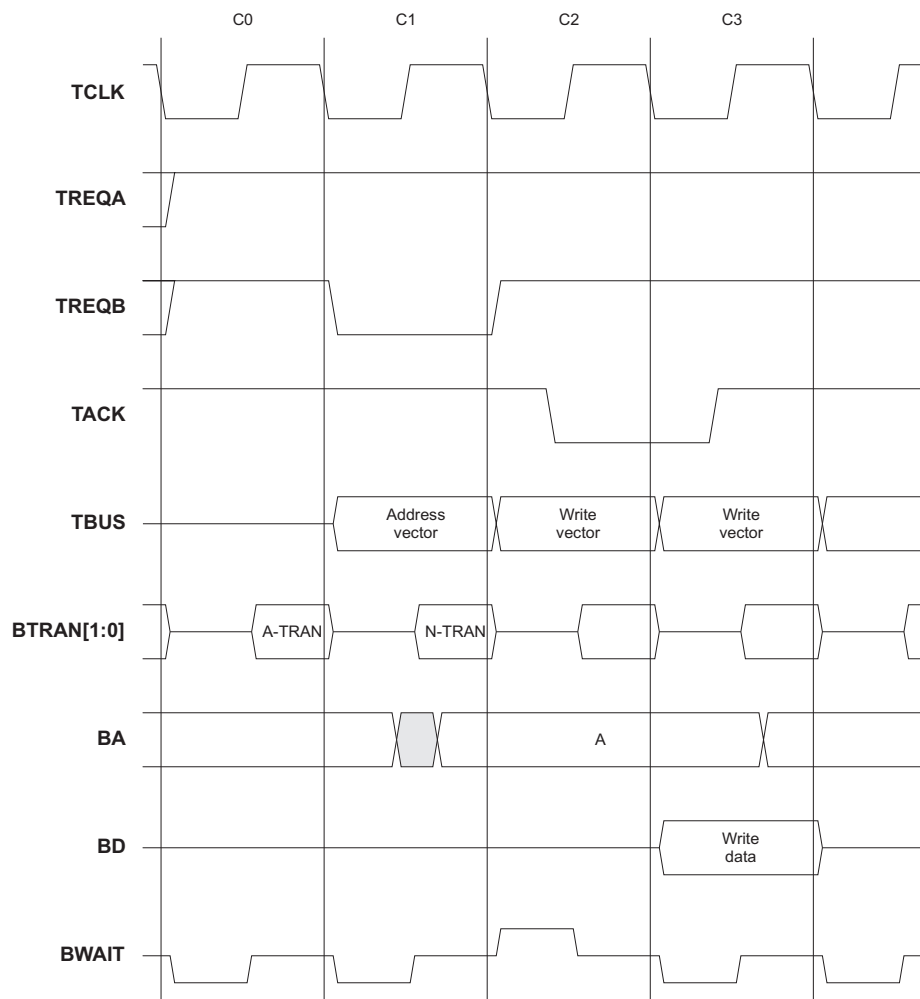 C0 C1 C2 C3
TCLK
TREQA
TREQB
TACK
TBUS
Address
vector
Write
vector
Write
vector
BTRAN[1:0]
A-TRAN
N-TRAN
BA
A
BD
Write
data
BWAIT